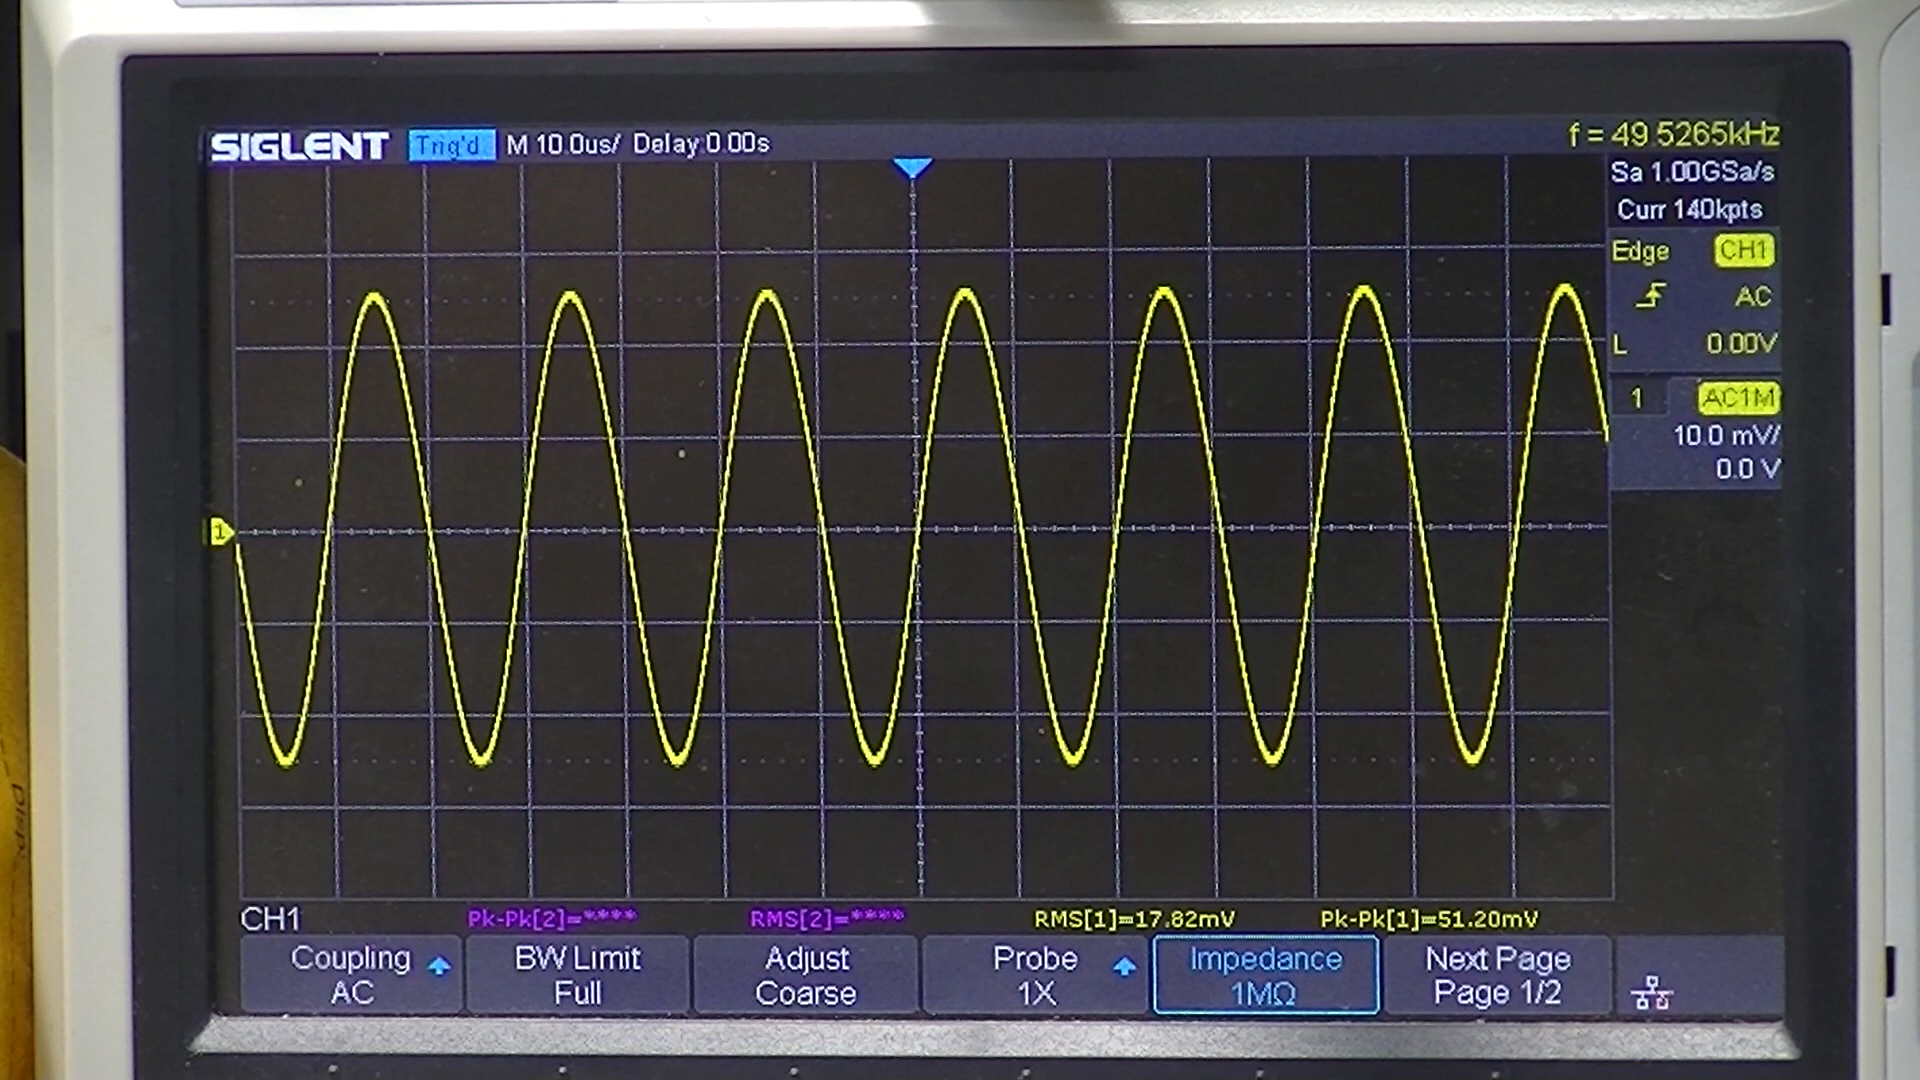 SIGLENT Trig'd M 10.0us/ Delay:0.00s
f = 49.5265kHz
Sa 1.00GSa/s
Curr 140kpts
Edge CH1
AC
L 0.00V
1 AC1M
10.0 mV/
0.0 V
1
CH1 Pk-Pk[2]=**** RMS[2]=**** RMS[1]=17.82mV Pk-Pk[1]=51.20mV
Coupling
AC
BW Limit
Full
Adjust
Coarse
Probe
1X
Impedance
1MΩ
Next Page
Page 1/2